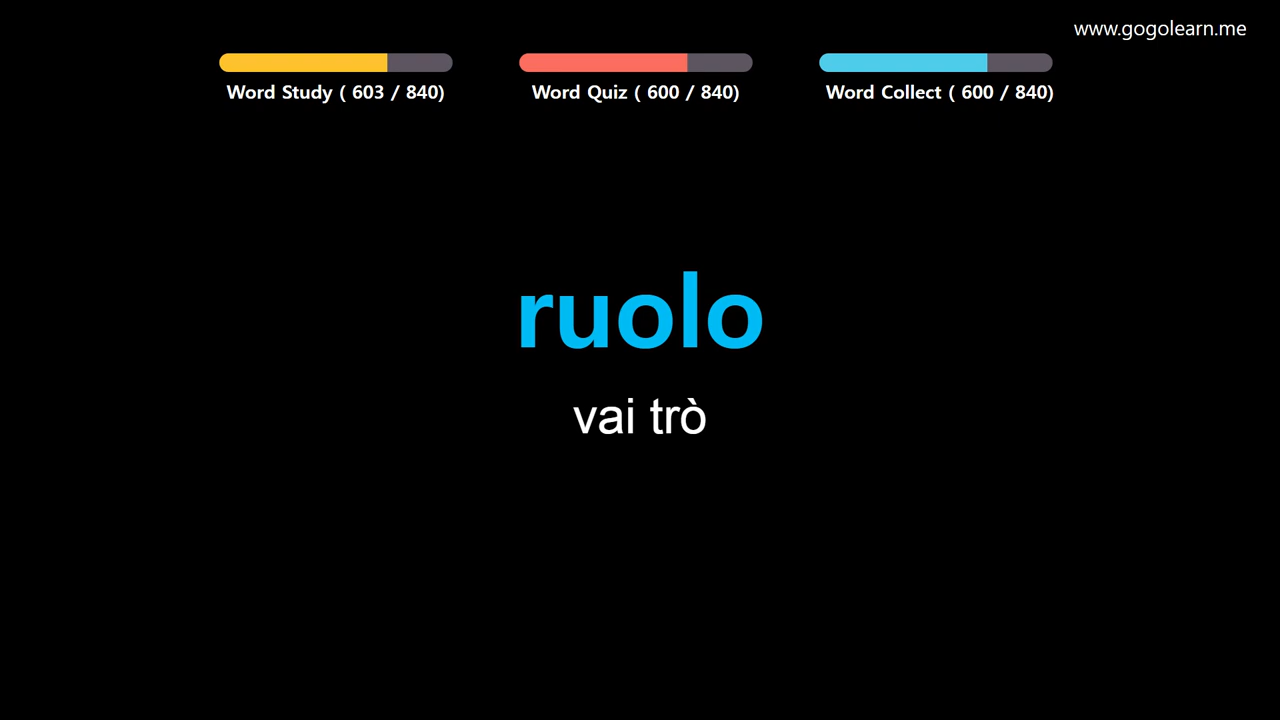 www.gogolearn.me
Word Study ( 603 / 840)
Word Quiz ( 600 / 840)
Word Collect ( 600 / 840)
ruolo
vai trò